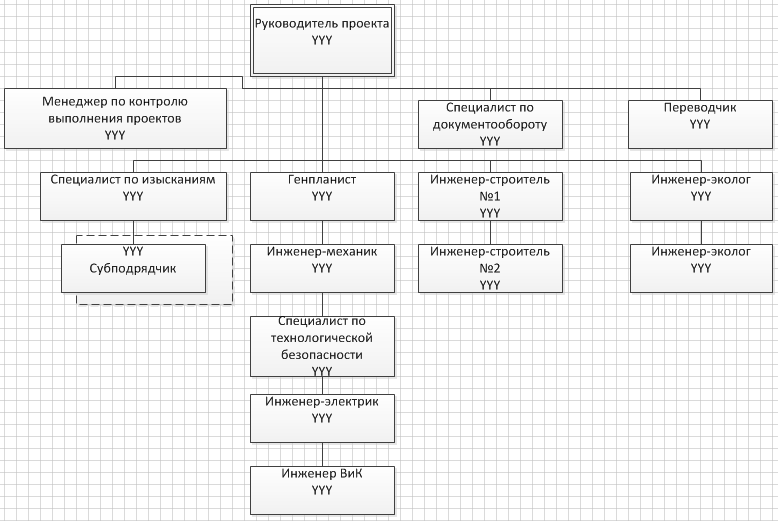 Руководитель проекта
YYY
Менеджер по контролю
выполнения проектов
YYY
Специалист по
документообороту
YYY
Переводчик
YYY
Специалист по изысканиям
YYY
Генпланист
YYY
Инженер-строитель
№1
YYY
Инженер-эколог
YYY
YYY
Субподрядчик
Инженер-механик
YYY
Инженер-строитель
№2
YYY
Инженер-эколог
YYY
Специалист по
технологической
безопасности
YYY
Инженер-электрик
YYY
Инженер ВиК
YYY